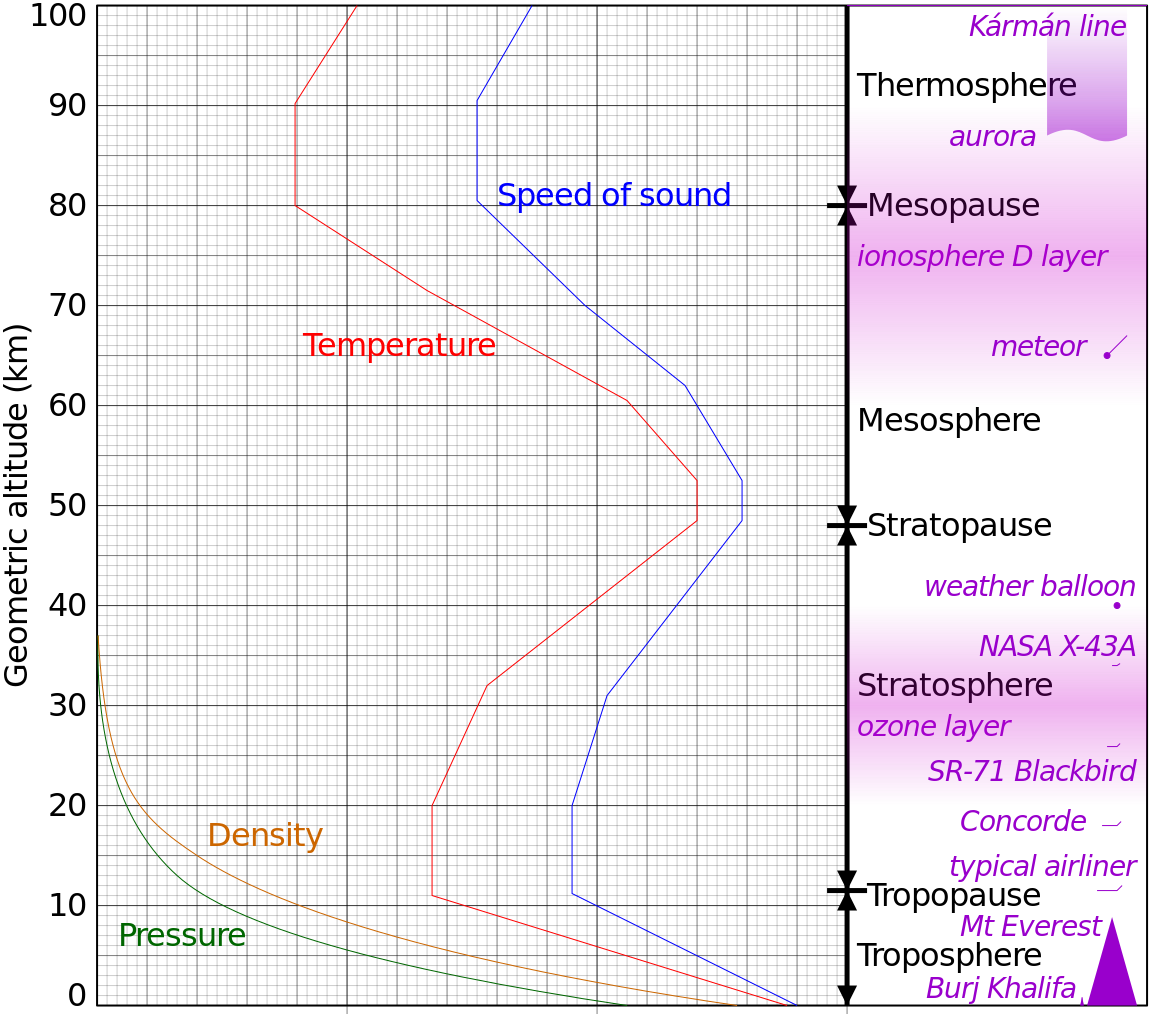 100
90
80
70
60
50
40
30
20
10
0
Geometric altitude (km)
Speed of sound
Temperature
Density
Pressure
Kármán line
Thermosphere
aurora
Mesopause
ionosphere D layer
meteor
Mesosphere
Stratopause
weather balloon
NASA X-43A
Stratosphere
ozone layer
SR-71 Blackbird
Concorde
typical airliner
Tropopause
Mt Everest
Troposphere
Burj Khalifa